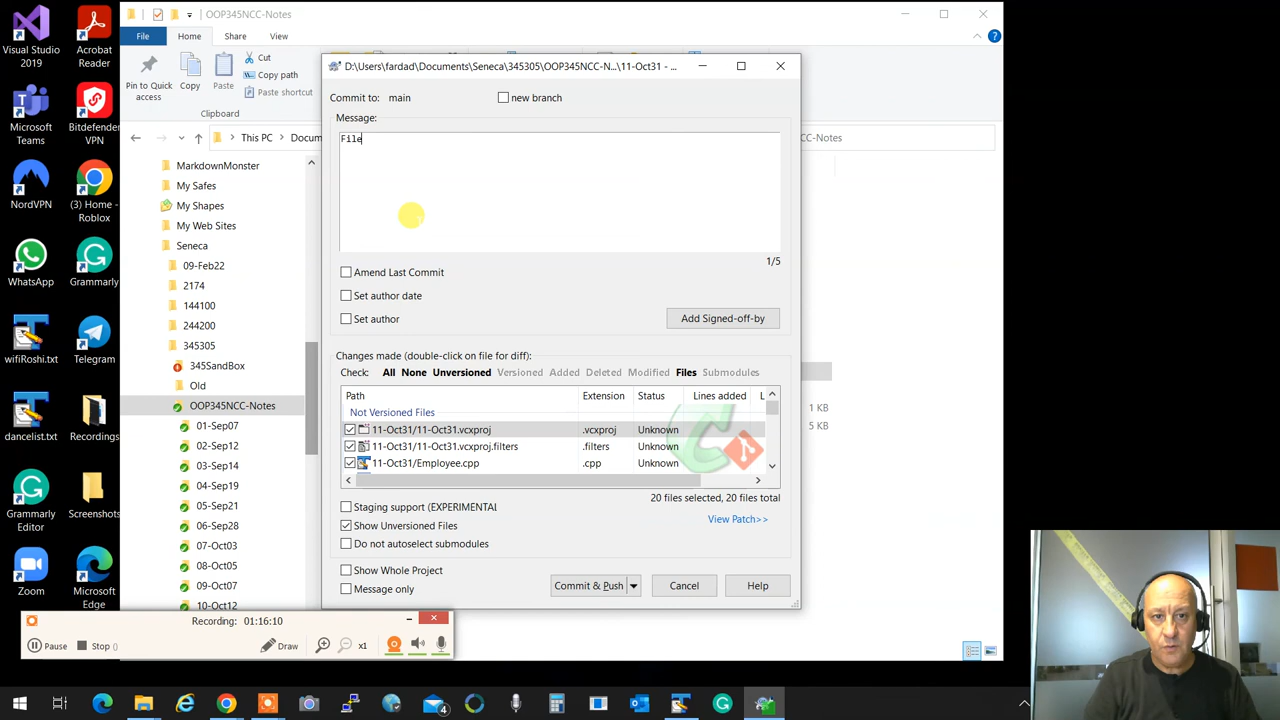 OOP345NCC-Notes
File
Home
Share
View
Pin to Quick access
Copy
Paste
Cut
Copy path
Paste shortcut
Clipboard
This PC
Docum
CC-Notes
MarkdownMonster
My Safes
My Shapes
My Web Sites
Seneca
09-Feb22
2174
144100
244200
345305
345SandBox
Old
OOP345NCC-Notes
01-Sep07
02-Sep12
03-Sep14
04-Sep19
05-Sep21
06-Sep28
07-Oct03
08-Oct05
09-Oct07
10-Oct12
1 KB
5 KB
D:\Users\fardad\Documents\Seneca\345305\OOP345NCC-N...\11-Oct31 - ...
Commit to: main
new branch
Message:
File
1/5
Amend Last Commit
Set author date
Set author
Add Signed-off-by
Changes made (double-click on file for diff):
Check: All None Unversioned Versioned Added Deleted Modified Files Submodules
Path Extension Status Lines added L
Not Versioned Files
11-Oct31/11-Oct31.vcxproj .vcxproj Unknown
11-Oct31/11-Oct31.vcxproj.filters .filters Unknown
11-Oct31/Employee.cpp .cpp Unknown
20 files selected, 20 files total
View Patch>>
Staging support (EXPERIMENTAL
Show Unversioned Files
Do not autoselect submodules
Show Whole Project
Message only
Commit & Push
Cancel
Help
Visual Studio 2019
Acrobat Reader
Microsoft Teams
Bitdefender VPN
NordVPN
(3) Home - Roblox
WhatsApp
Grammarly
wifiRoshi.txt
Telegram
dancelist.txt
Recordings
Grammarly Editor
Screenshots
Zoom
Microsoft Edge
Recording: 01:16:10
Pause
Stop ()
Draw
x1
4